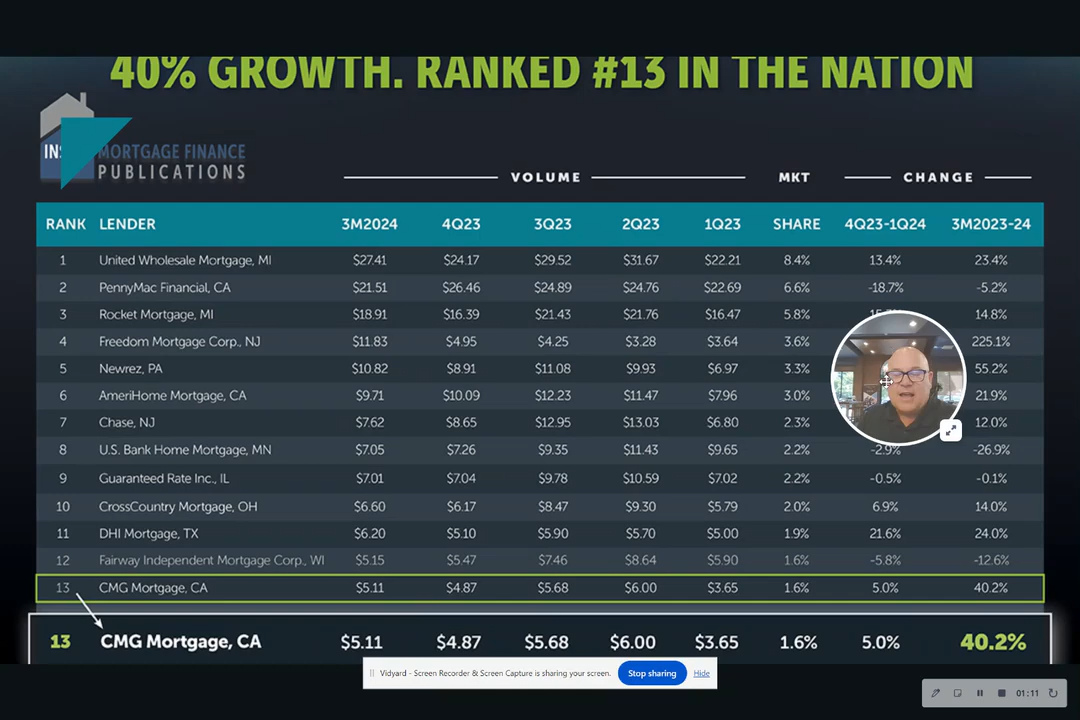 40% GROWTH. RANKED #13 IN THE NATION
IN
MORTGAGE FINANCE
PUBLICATIONS
VOLUME MKT CHANGE
RANK LENDER 3M2024 4Q23 3Q23 2Q23 1Q23 SHARE 4Q23-1Q24 3M2023-24
1 United Wholesale Mortgage, MI $27.41 $24.17 $29.52 $31.67 $22.21 8.4% 13.4% 23.4%
2 PennyMac Financial, CA $21.51 $26.46 $24.89 $24.76 $22.69 6.6% -18.7% -5.2%
3 Rocket Mortgage, MI $18.91 $16.39 $21.43 $21.76 $16.47 5.8% 14.8%
4 Freedom Mortgage Corp., NJ $11.83 $4.95 $4.25 $3.28 $3.64 3.6% 225.1%
5 Newrez, PA $10.82 $8.91 $11.08 $9.93 $6.97 3.3% 55.2%
6 AmeriHome Mortgage, CA $9.71 $10.09 $12.23 $11.47 $7.96 3.0% 21.9%
7 Chase, NJ $7.62 $8.65 $12.95 $13.03 $6.80 2.3% 12.0%
8 U.S. Bank Home Mortgage, MN $7.05 $7.26 $9.35 $11.43 $9.65 2.2% -2.9% -26.9%
9 Guaranteed Rate Inc., IL $7.01 $7.04 $9.78 $10.59 $7.02 2.2% -0.5% -0.1%
10 CrossCountry Mortgage, OH $6.60 $6.17 $8.47 $9.30 $5.79 2.0% 6.9% 14.0%
11 DHI Mortgage, TX $6.20 $5.10 $5.90 $5.70 $5.00 1.9% 21.6% 24.0%
12 Fairway Independent Mortgage Corp., WI $5.15 $5.47 $7.46 $8.64 $5.90 1.6% -5.8% -12.6%
13 CMG Mortgage, CA $5.11 $4.87 $5.68 $6.00 $3.65 1.6% 5.0% 40.2%
13 CMG Mortgage, CA $5.11 $4.87 $5.68 $6.00 $3.65 1.6% 5.0% 40.2%
Vidyard - Screen Recorder & Screen Capture is sharing your screen. Stop sharing Hide
01:11